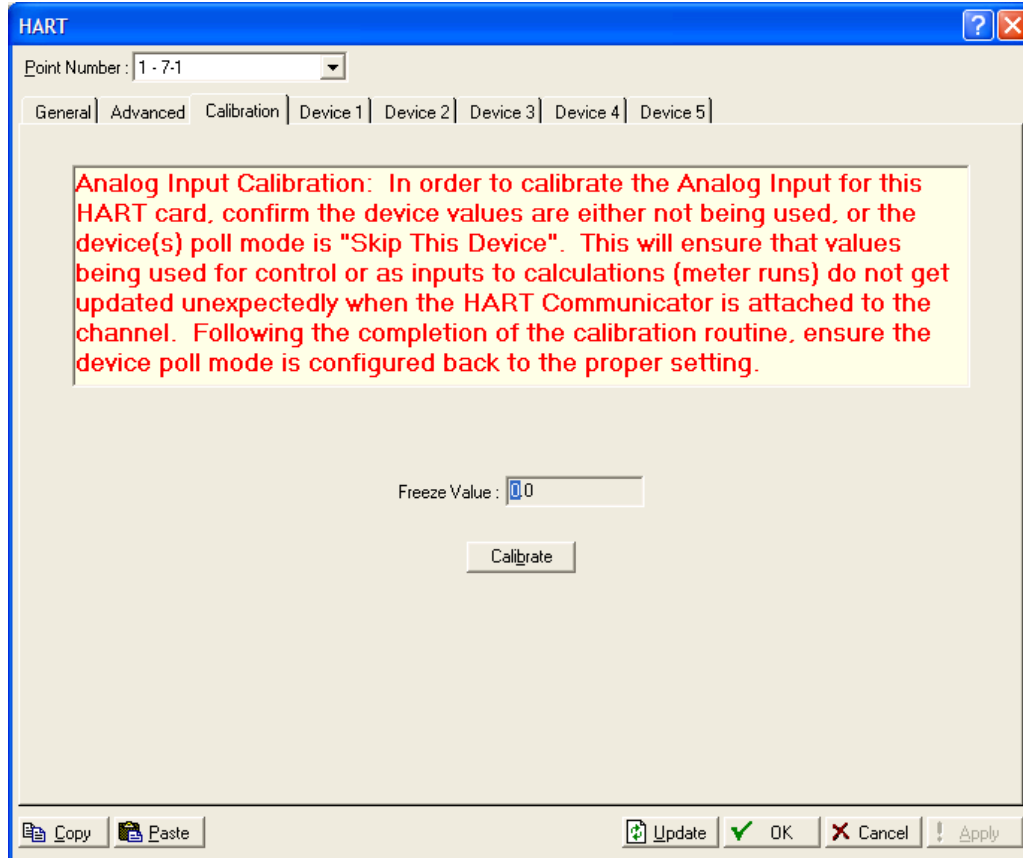 HART
Point Number : 1 - 7-1
General Advanced Calibration Device 1 Device 2 Device 3 Device 4 Device 5
Analog Input Calibration: In order to calibrate the Analog Input for this
HART card, confirm the device values are either not being used, or the
device(s) poll mode is "Skip This Device". This will ensure that values
being used for control or as inputs to calculations (meter runs) do not get
updated unexpectedly when the HART Communicator is attached to the
channel. Following the completion of the calibration routine, ensure the
device poll mode is configured back to the proper setting.
Freeze Value : 0.0
Calibrate
Copy Paste Update OK Cancel Apply